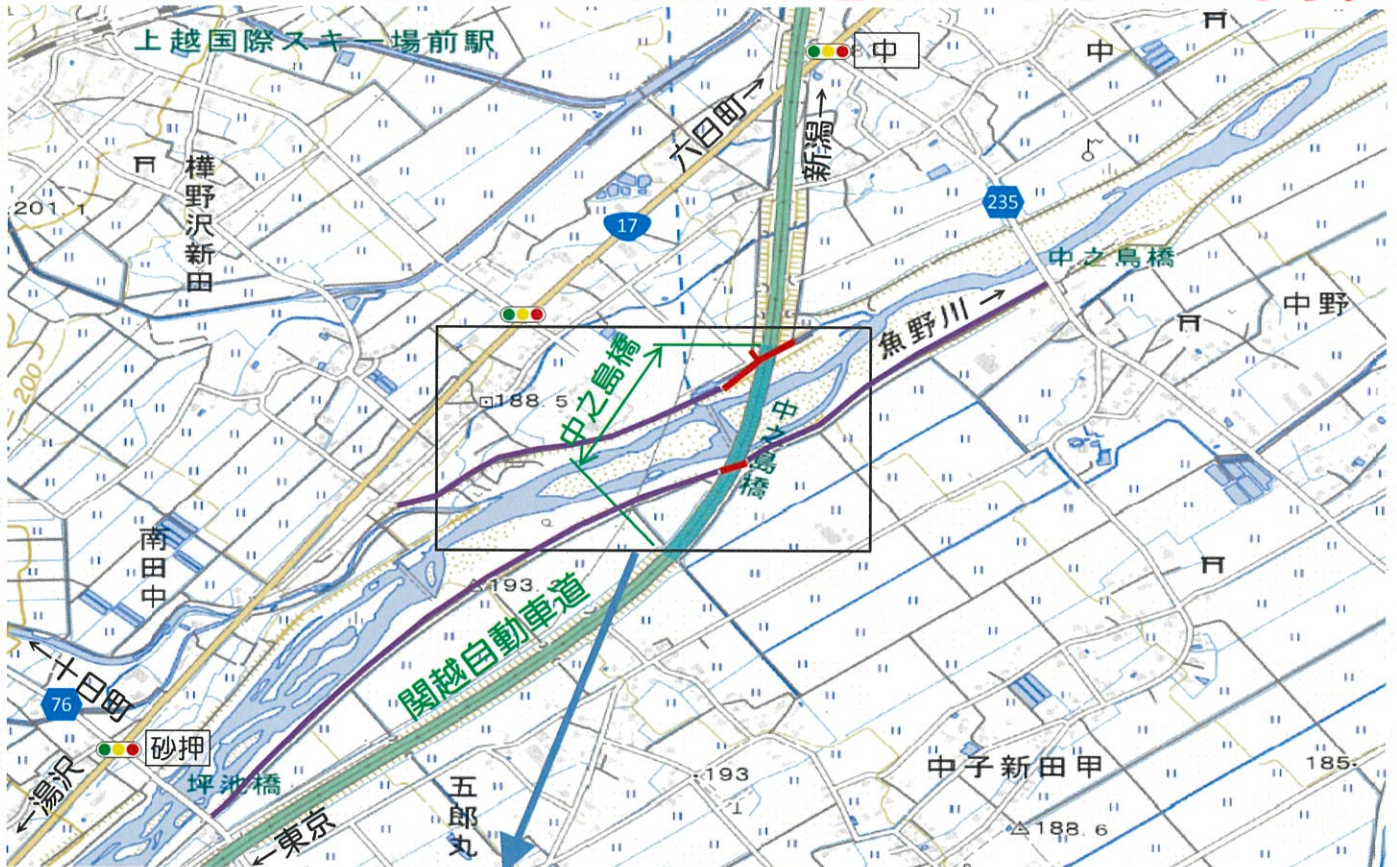 上越国際スキー場前駅
中
中
六日町→
新潟→
樺野沢新田
201 1
17
235
中之島橋
中野
魚野川→
中之島橋
188.5
中之島橋
200
南田中
193.
関越自動車道
←十日町
76
砂押
坪池橋
←湯沢
←東京
五郎丸
193
中子新田甲
185
188.6